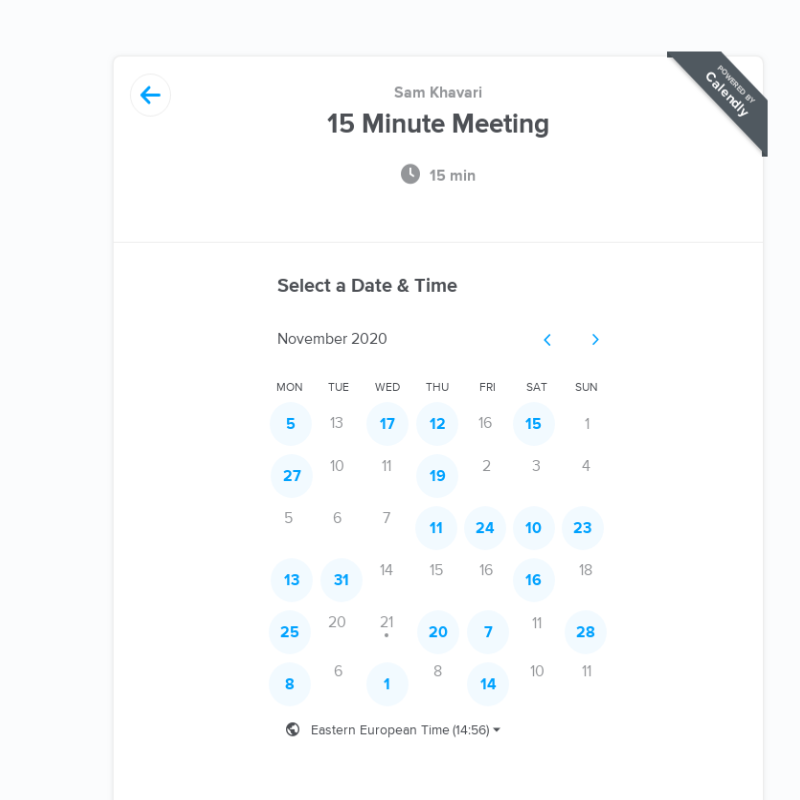 POWERED BY
Calendly
Sam Khavari
15 Minute Meeting
15 min
Select a Date & Time
November 2020
MON TUE WED THU FRI SAT SUN
5 13 17 12 16 15 1
27 10 11 19 2 3 4
5 6 7 11 24 10 23
13 31 14 15 16 16 18
25 20 21 20 7 11 28
8 6 1 8 14 10 11
Eastern European Time (14:56)